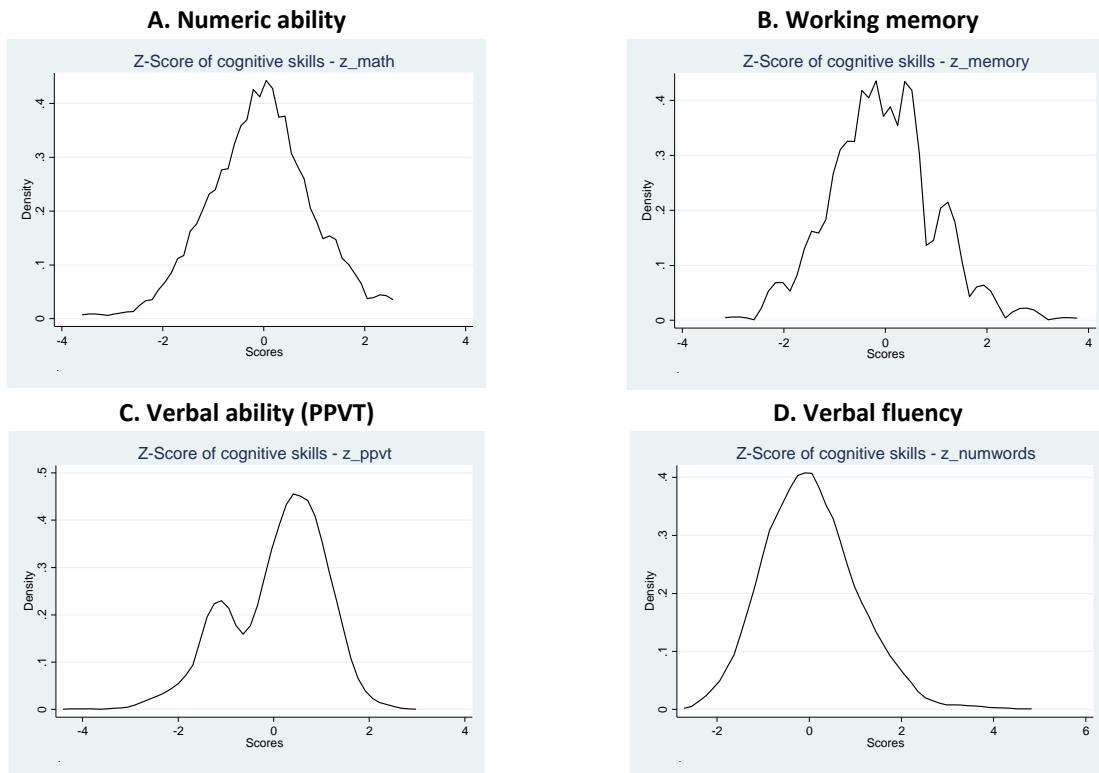 A. Numeric ability
B. Working memory
Z-Score of cognitive skills - z_math
Density
0 .1 .2 .3 .4
-4 -2 0 2 4
Scores
.
Z-Score of cognitive skills - z_memory
Density
0 .1 .2 .3 .4
-4 -2 0 2 4
Scores
.
C. Verbal ability (PPVT)
D. Verbal fluency
Z-Score of cognitive skills - z_ppvt
Density
0 .1 .2 .3 .4 .5
-4 -2 0 2 4
Scores
.
Z-Score of cognitive skills - z_numwords
Density
0 .1 .2 .3 .4
-2 0 2 4 6
Scores
.